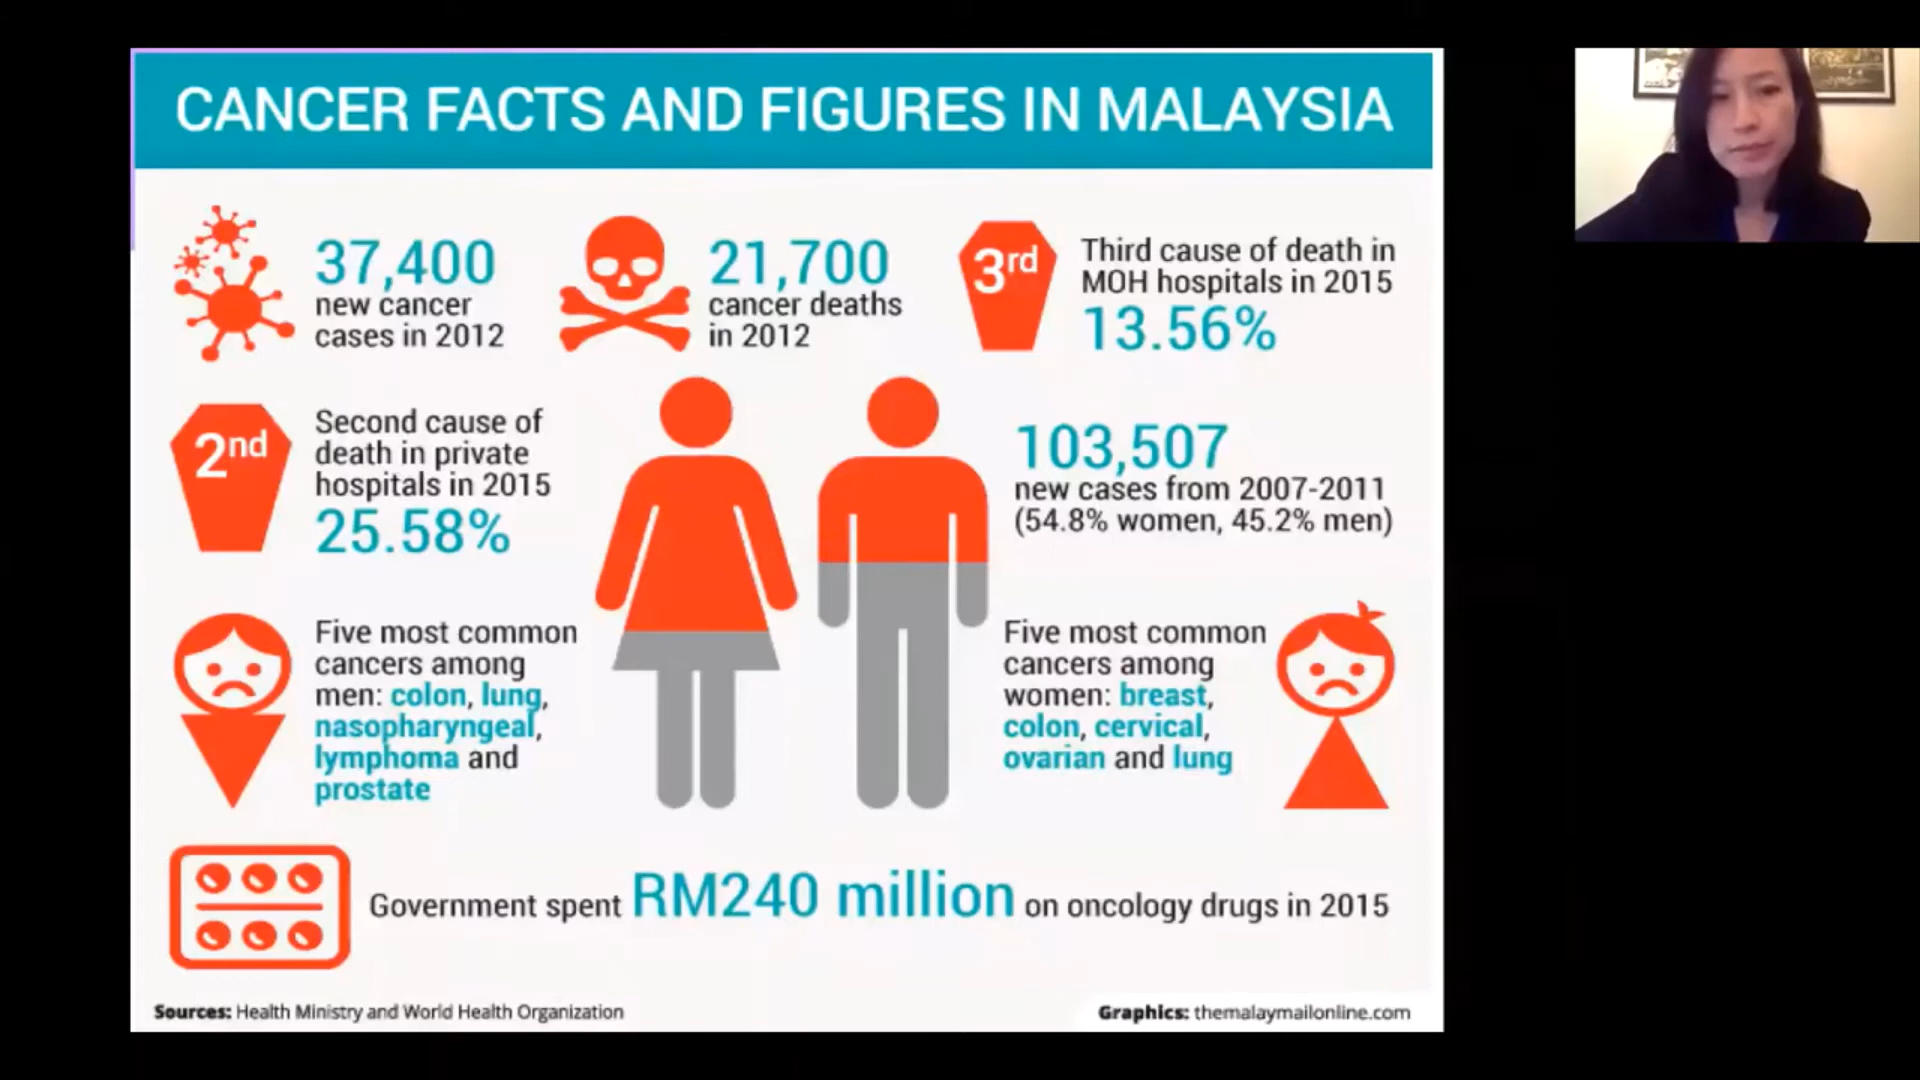 CANCER FACTS AND FIGURES IN MALAYSIA
37,400
new cancer
cases in 2012
21,700
cancer deaths
in 2012
3rd
Third cause of death in
MOH hospitals in 2015
13.56%
2nd
Second cause of
death in private
hospitals in 2015
25.58%
103,507
new cases from 2007-2011
(54.8% women, 45.2% men)
Five most common
cancers among
men: colon, lung,
nasopharyngeal,
lymphoma and
prostate
Five most common
cancers among
women: breast,
colon, cervical,
ovarian and lung
Government spent RM240 million on oncology drugs in 2015
Sources: Health Ministry and World Health Organization
Graphics: themalaymailonline.com